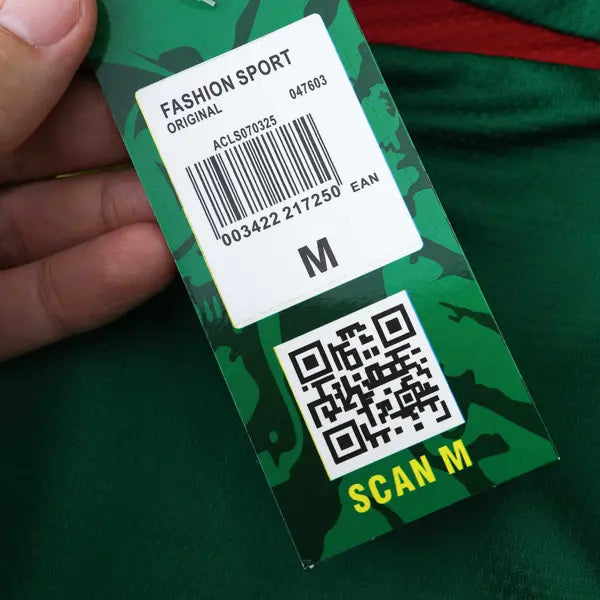 FASHION SPORT
ORIGINAL 047603
ACLS070325
003422 217250 EAN
M
SCAN M